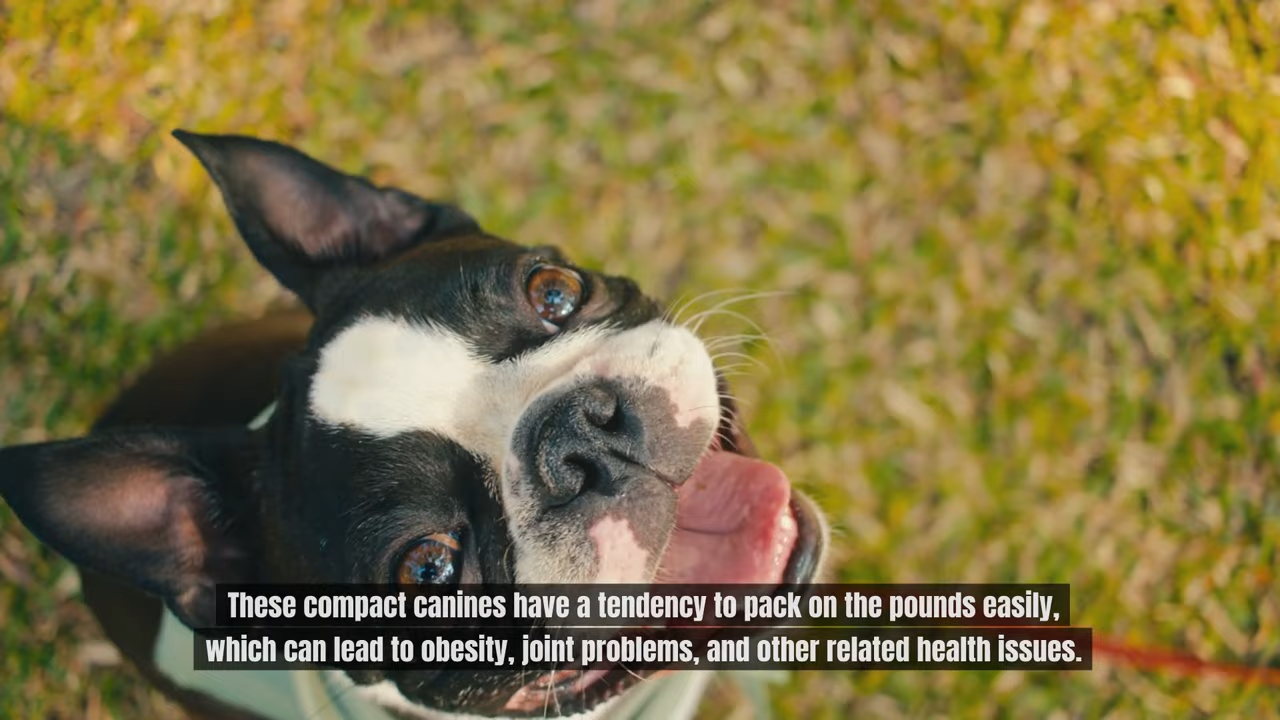 These compact canines have a tendency to pack on the pounds easily,
which can lead to obesity, joint problems, and other related health issues.